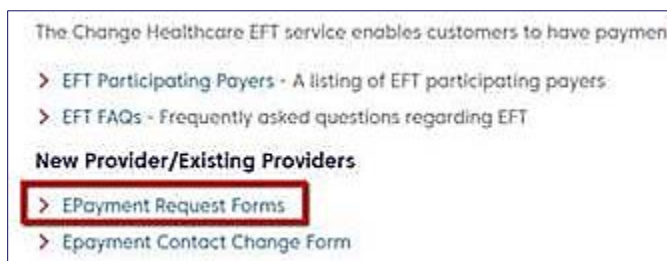 The Change Healthcare EFT service enables customers to have paymen
> EFT Participating Payers - A listing of EFT participating payers
> EFT FAQs - Frequently asked questions regarding EFT
New Provider/Existing Providers
> EPayment Request Forms
> Epayment Contact Change Form